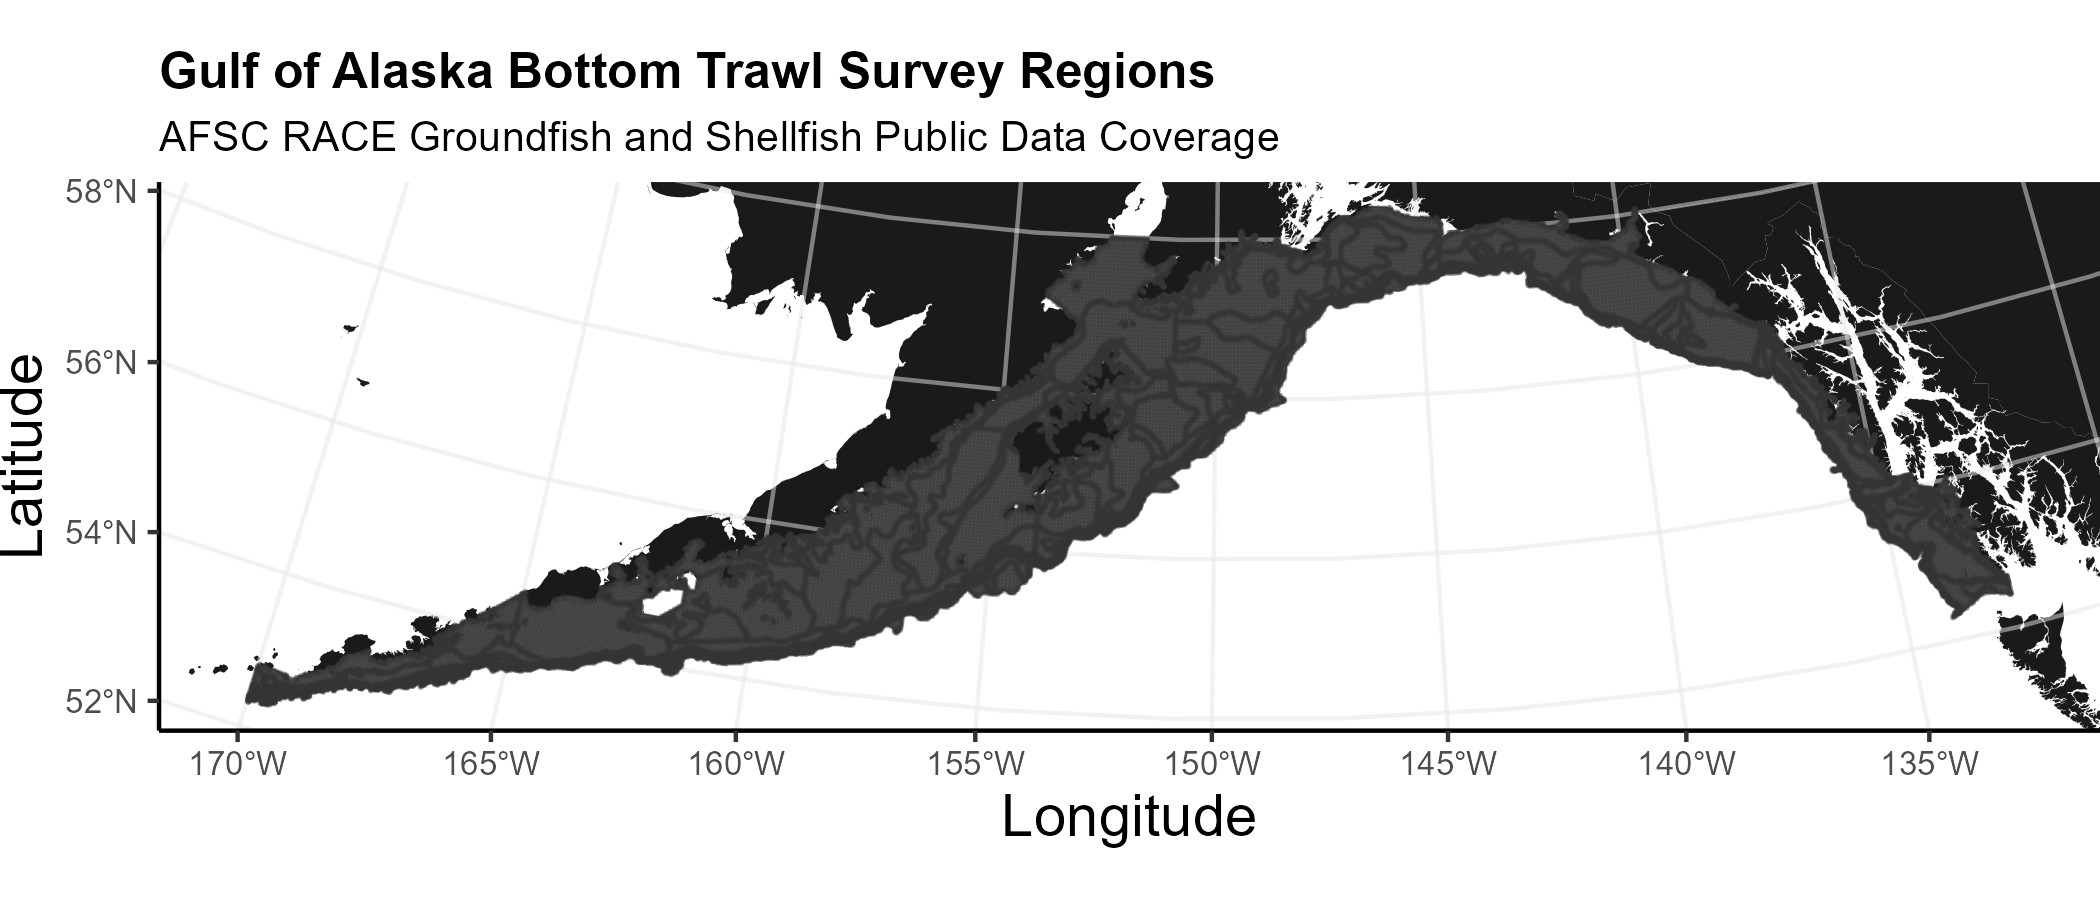 Gulf of Alaska Bottom Trawl Survey Regions
AFSC RACE Groundfish and Shellfish Public Data Coverage
58°N
56°N
54°N
52°N
Latitude
170°W 165°W 160°W 155°W 150°W 145°W 140°W 135°W
Longitude